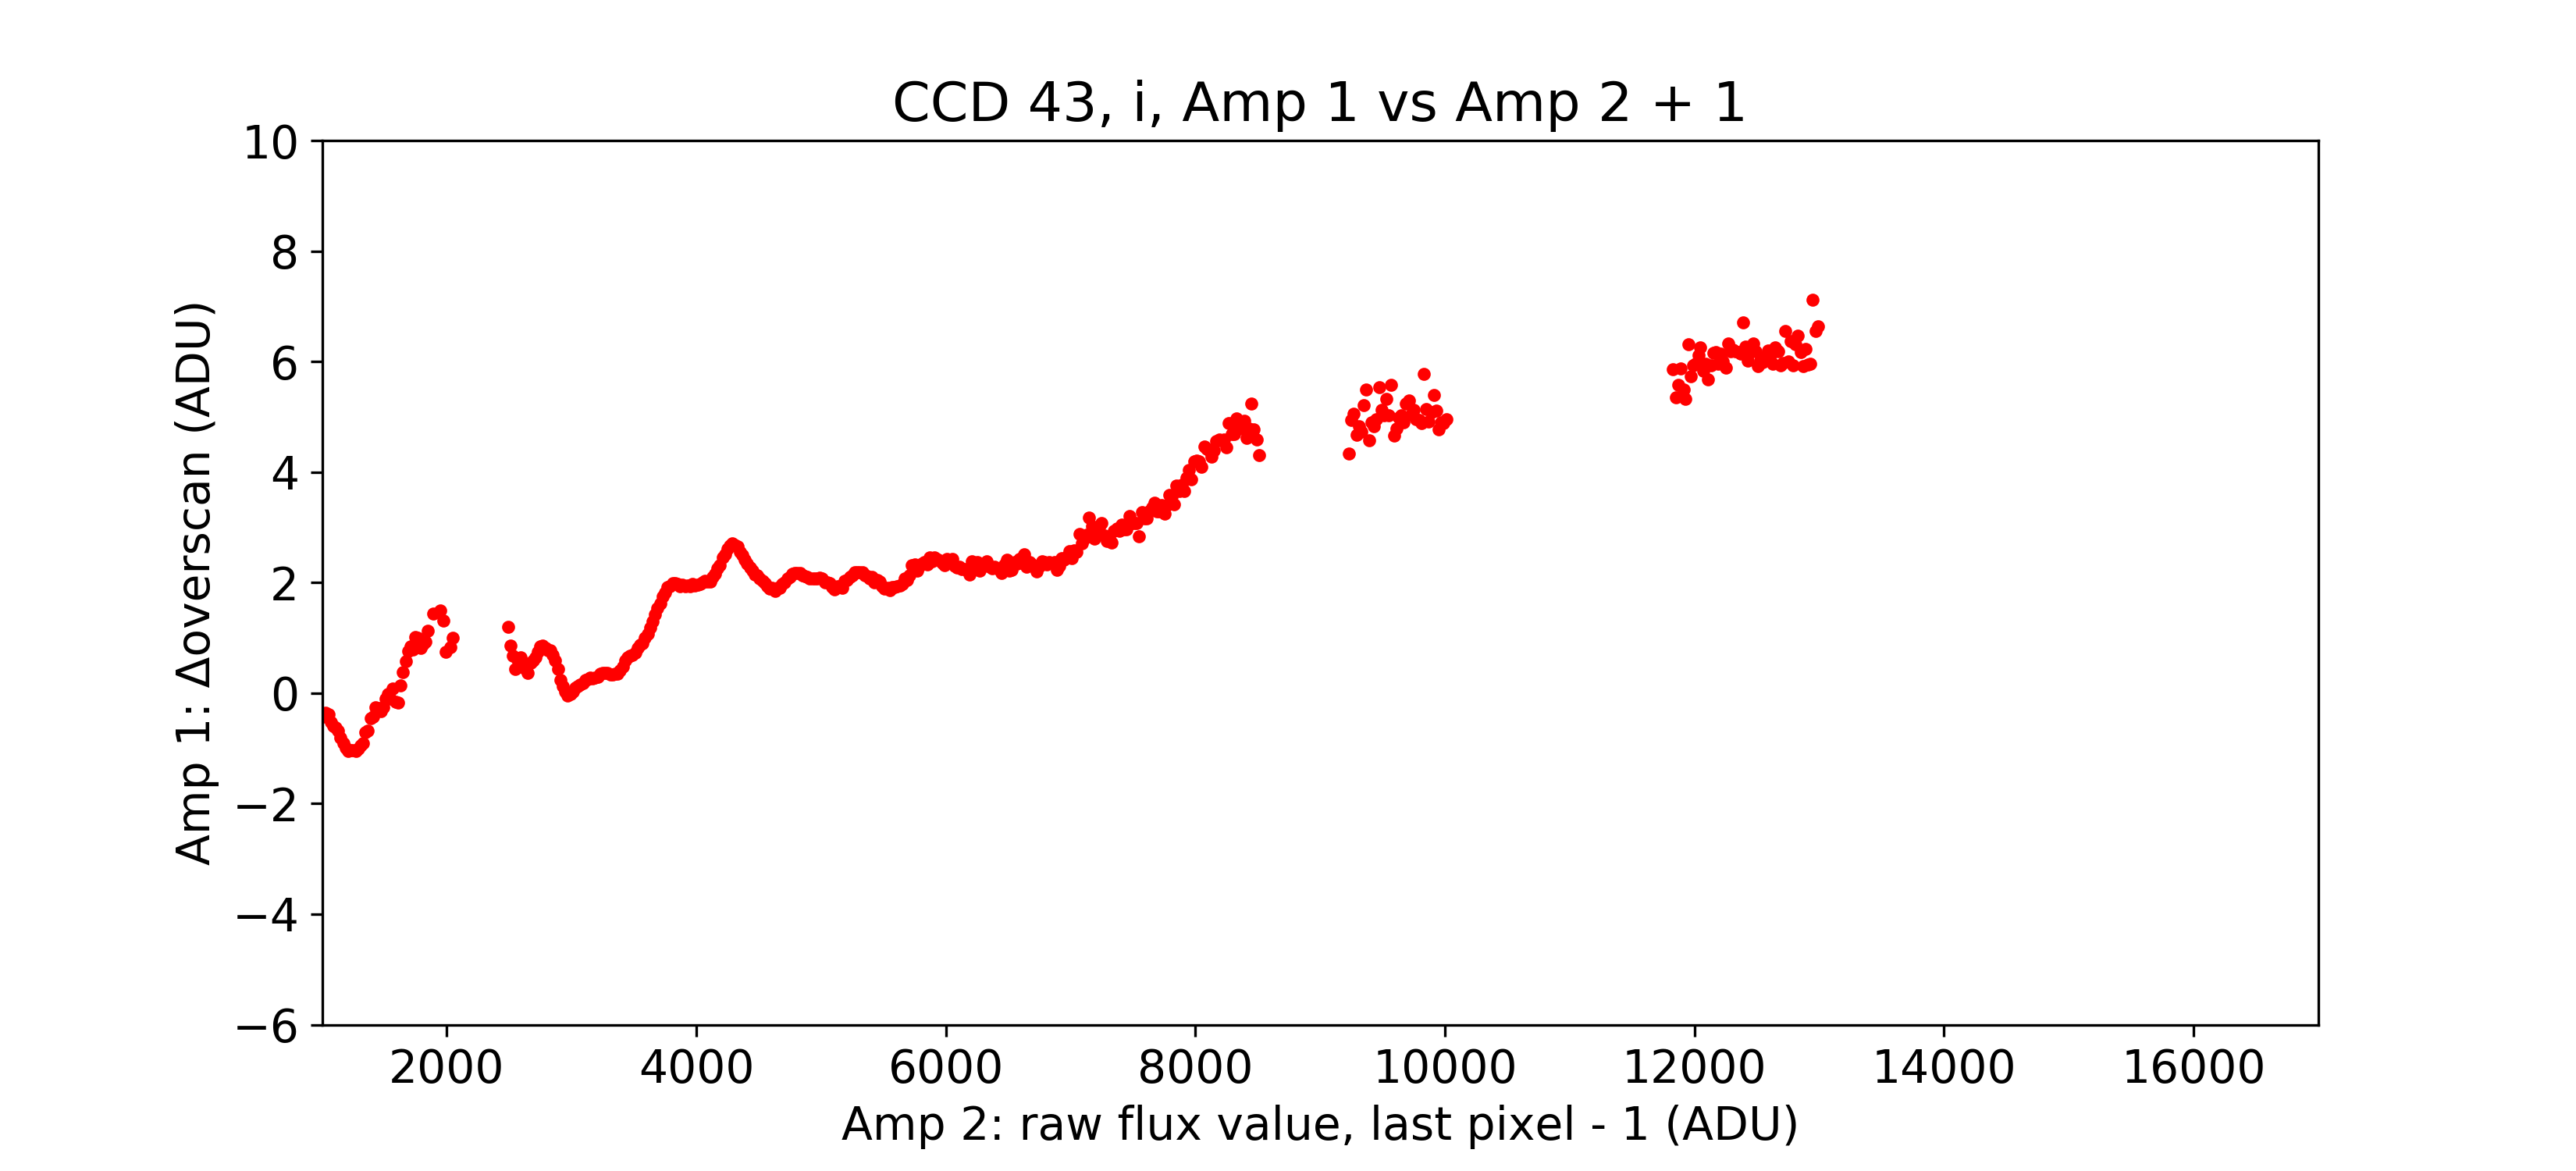 CCD 43, i, Amp 1 vs Amp 2 + 1
10
8
6
4
2
0
−2
−4
−6
Amp 1: Δoverscan (ADU)
2000 4000 6000 8000 10000 12000 14000 16000
Amp 2: raw flux value, last pixel - 1 (ADU)